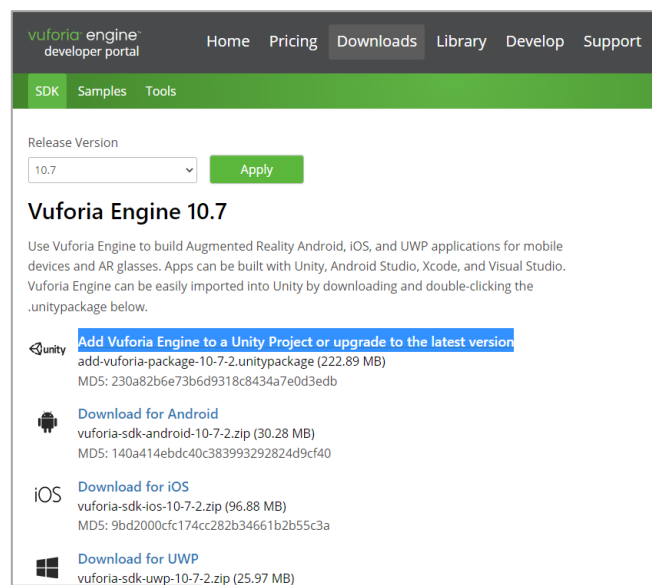 vuforia engine™
developer portal
Home Pricing Downloads Library Develop Support
SDK Samples Tools
Release Version
10.7
Apply
Vuforia Engine 10.7
Use Vuforia Engine to build Augmented Reality Android, iOS, and UWP applications for mobile
devices and AR glasses. Apps can be built with Unity, Android Studio, Xcode, and Visual Studio.
Vuforia Engine can be easily imported into Unity by downloading and double-clicking the
.unitypackage below.
unity
Add Vuforia Engine to a Unity Project or upgrade to the latest version
add-vuforia-package-10-7-2.unitypackage (222.89 MB)
MD5: 230a82b6e73b6d9318c8434a7e0d3edb
Download for Android
vuforia-sdk-android-10-7-2.zip (30.28 MB)
MD5: 140a414ebdc40c383993292824d9cf40
iOS
Download for iOS
vuforia-sdk-ios-10-7-2.zip (96.88 MB)
MD5: 9bd2000cfc174cc282b34661b2b55c3a
Download for UWP
vuforia-sdk-uwp-10-7-2.zip (25.97 MB)